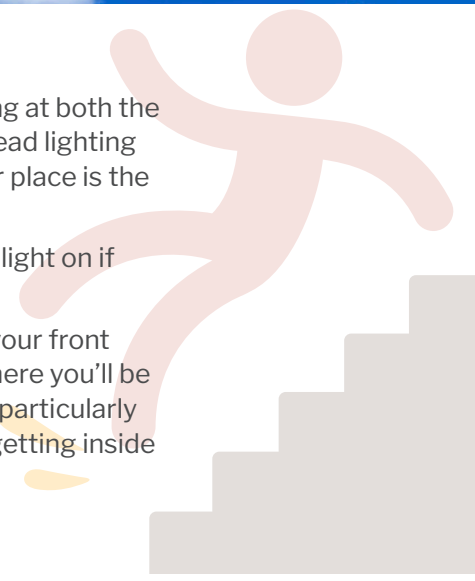 ng at both the
ead lighting
r place is the
light on if
our front
here you'll be
particularly
getting inside